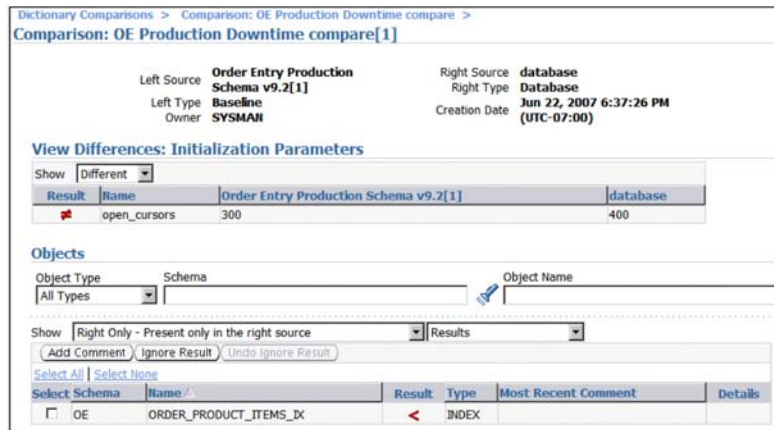 Dictionary Comparisons > Comparison: OE Production Downtime compare >
Comparison: OE Production Downtime compare[1]
Left Source Order Entry Production Schema v9.2[1]
Left Type Baseline
Owner SYSMAN
Right Source database
Right Type Database
Creation Date Jun 22, 2007 6:37:26 PM (UTC-07:00)
View Differences: Initialization Parameters
Show Different
Result Name Order Entry Production Schema v9.2[1] database
≠ open_cursors 300 400
Objects
Object Type Schema Object Name
All Types
Show Right Only - Present only in the right source Results
Add Comment Ignore Result Undo Ignore Result
Select All | Select None
Select Schema Name Result Type Most Recent Comment Details
OE ORDER_PRODUCT_ITEMS_IX < INDEX